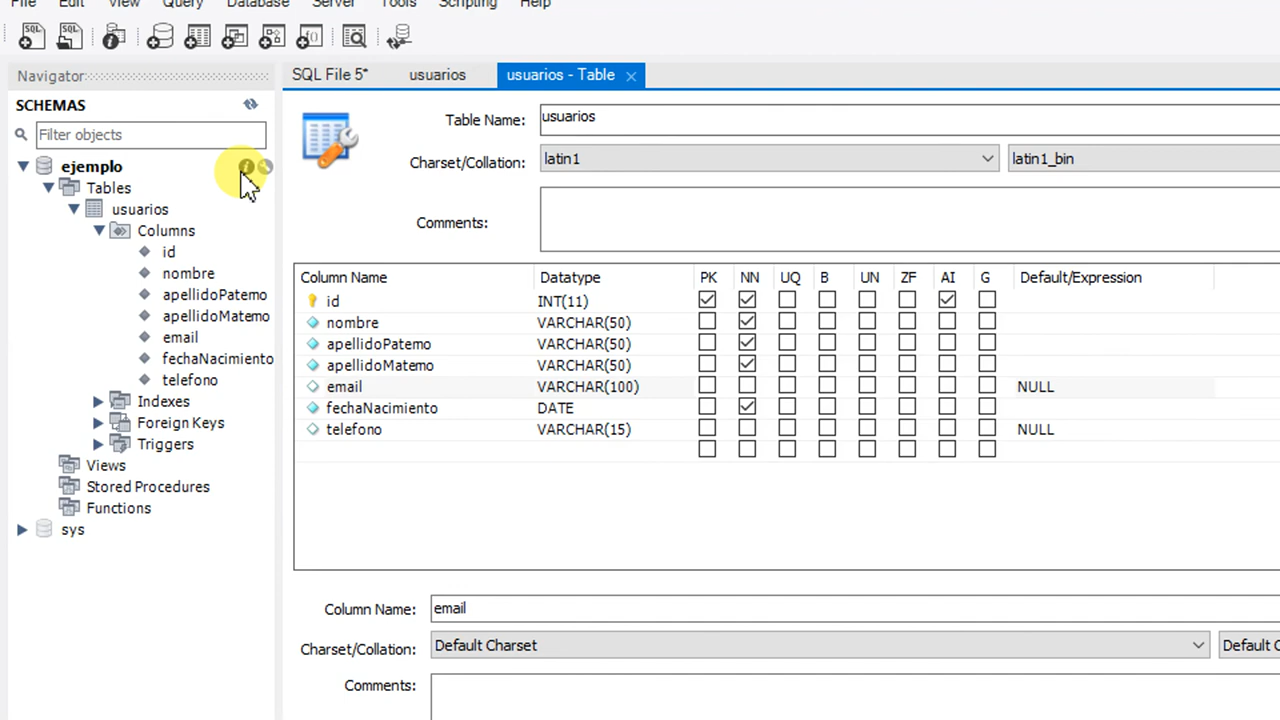 File Edit View Query Database Server Tools Scripting Help
SQL SQL
Navigator
SCHEMAS
Filter objects
ejemplo
Tables
usuarios
Columns
id
nombre
apellidoPatemo
apellidoMatemo
email
fechaNacimiento
telefono
Indexes
Foreign Keys
Triggers
Views
Stored Procedures
Functions
sys
SQL File 5* usuarios usuarios - Table
Table Name: usuarios
Charset/Collation: latin1 latin1_bin
Comments:
Column Name Datatype PK NN UQ B UN ZF AI G Default/Expression
id INT(11)
nombre VARCHAR(50)
apellidoPatemo VARCHAR(50)
apellidoMatemo VARCHAR(50)
email VARCHAR(100) NULL
fechaNacimiento DATE
telefono VARCHAR(15) NULL
Column Name: email
Charset/Collation: Default Charset Default C
Comments: